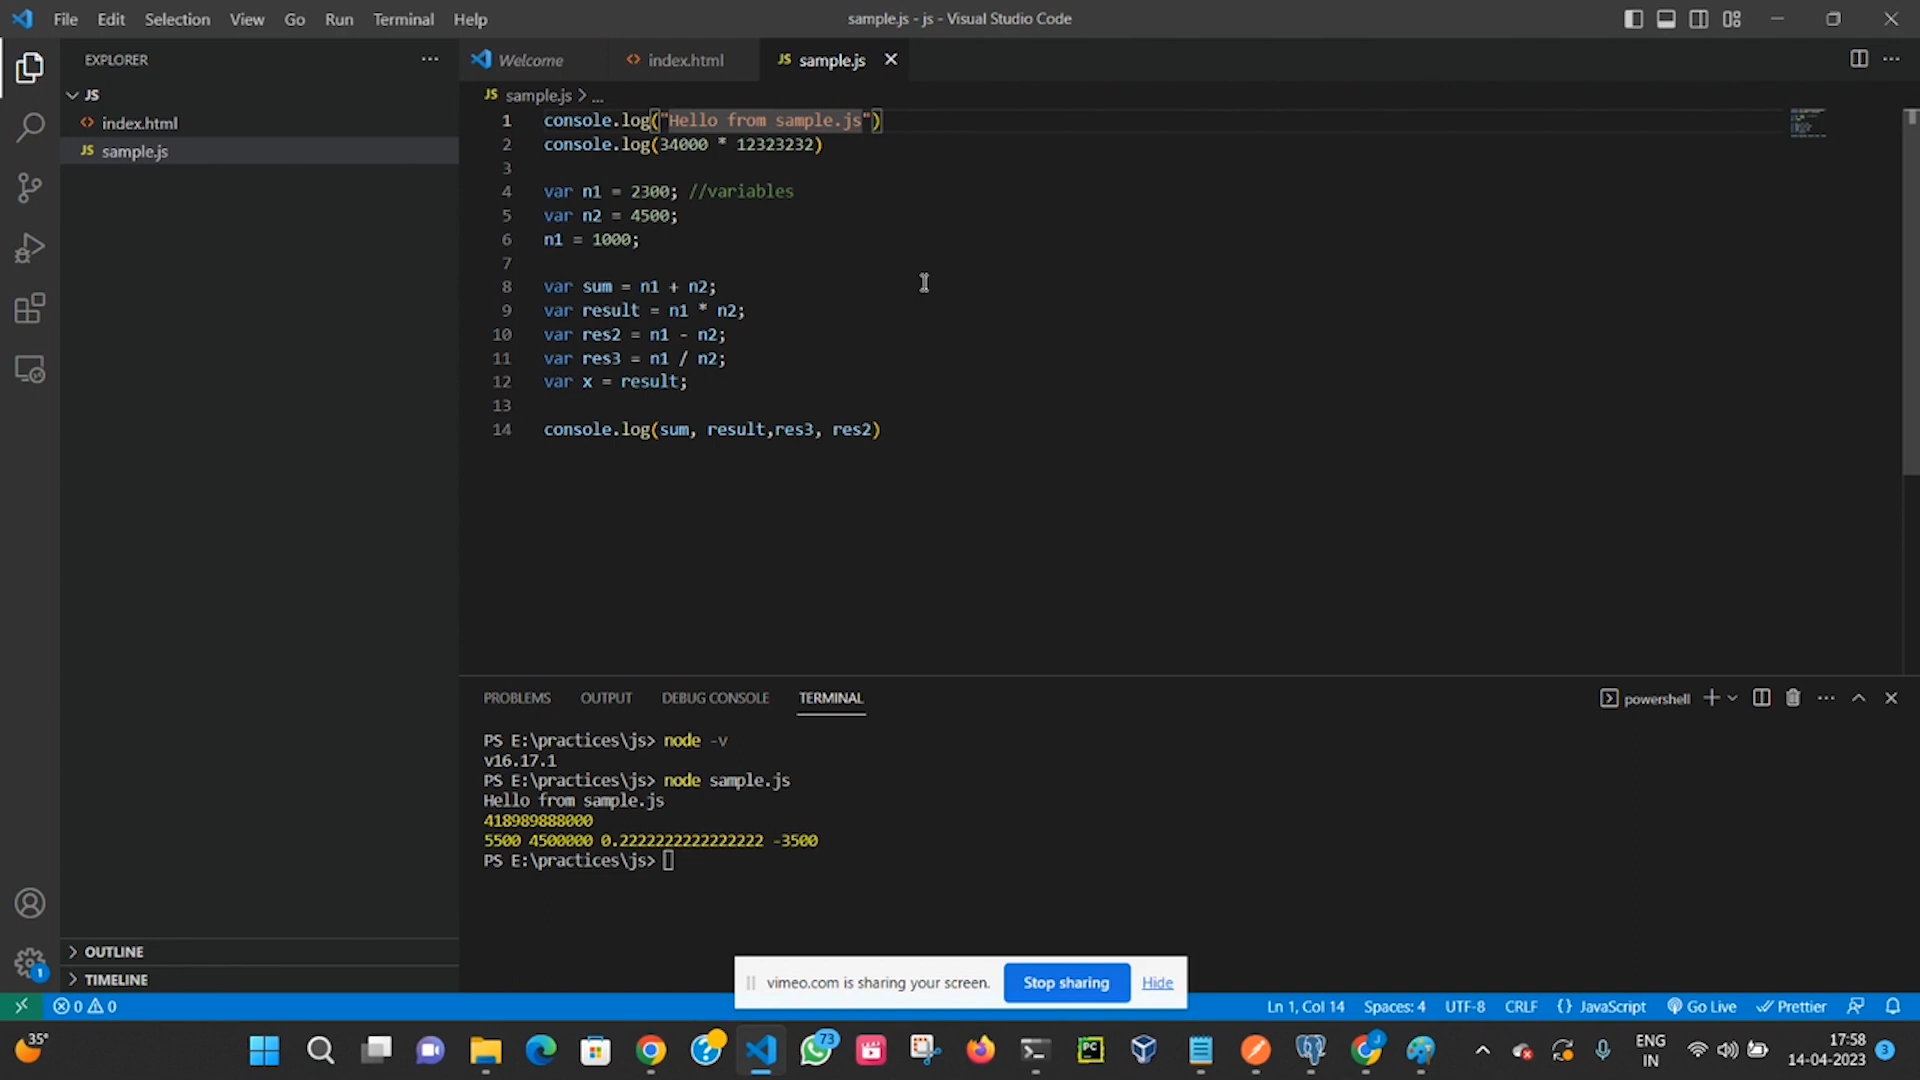 File Edit Selection View Go Run Terminal Help
sample.js - js - Visual Studio Code
EXPLORER
JS
index.html
JS sample.js
OUTLINE
TIMELINE
Welcome
index.html
JS sample.js
JS sample.js > ...
1 console.log("Hello from sample.js")
2 console.log(34000 * 12323232)
3
4 var n1 = 2300; //variables
5 var n2 = 4500;
6 n1 = 1000;
7
8 var sum = n1 + n2;
9 var result = n1 * n2;
10 var res2 = n1 - n2;
11 var res3 = n1 / n2;
12 var x = result;
13
14 console.log(sum, result,res3, res2)
PROBLEMS OUTPUT DEBUG CONSOLE TERMINAL
powershell
PS E:\practices\js> node -v
v16.17.1
PS E:\practices\js> node sample.js
Hello from sample.js
418989888000
5500 4500000 0.2222222222222222 -3500
PS E:\practices\js>
vimeo.com is sharing your screen. Stop sharing Hide
1
0 0
Ln 1, Col 14 Spaces: 4 UTF-8 CRLF {} JavaScript Go Live Prettier
35°
73
PC
J
ENG
IN
17:58
14-04-2023
3